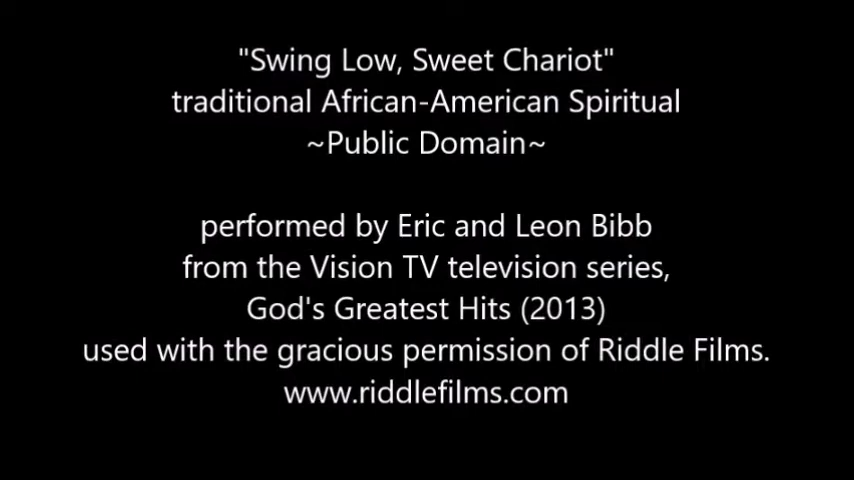 "Swing Low, Sweet Chariot"
traditional African-American Spiritual
~Public Domain~
performed by Eric and Leon Bibb
from the Vision TV television series,
God's Greatest Hits (2013)
used with the gracious permission of Riddle Films.
www.riddlefilms.com